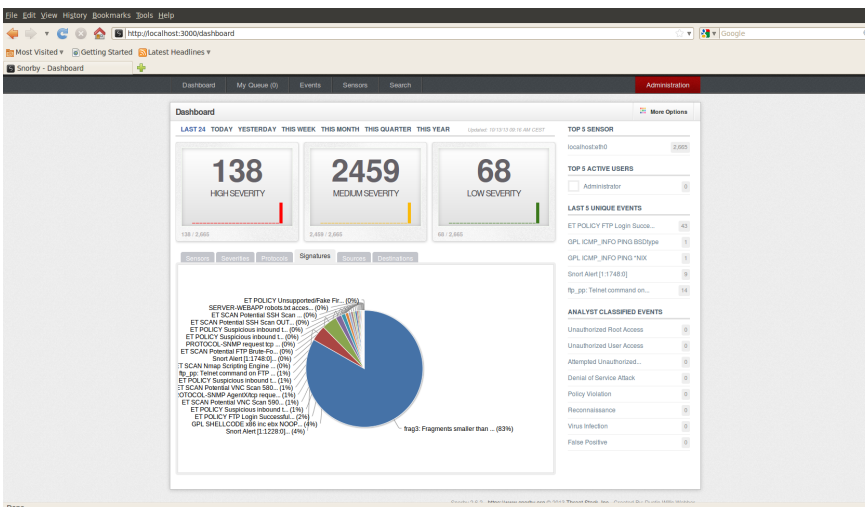 File Edit View History Bookmarks Tools Help
http://localhost:3000/dashboard
Google
Most Visited Getting Started Latest Headlines
Snorby - Dashboard
Dashboard My Queue (0) Events Sensors Search Administration
Dashboard More Options
LAST 24 TODAY YESTERDAY THIS WEEK THIS MONTH THIS QUARTER THIS YEAR
138
HIGH SEVERITY
138 / 2,665
2459
MEDIUM SEVERITY
2,459 / 2,665
68
LOW SEVERITY
68 / 2,665
Sensors Severities Protocols Signatures Sources Destinations
ET POLICY Unsupported/Fake Fir... (0%)
SERVER-WEBAPP robots.txt acces... (0%)
ET SCAN Potential SSH Scan ... (0%)
ET SCAN Potential SSH Scan OUT... (0%)
ET POLICY Suspicious inbound t... (0%)
ET POLICY Suspicious inbound t... (0%)
PROTOCOL-SNMP request tcp ... (0%)
ET SCAN Potential FTP Brute-Fo... (0%)
Snort Alert [1:1748:0]... (0%)
ET SCAN Nmap Scripting Engine ... (0%)
ftp_pp: Telnet command on FTP ... (1%)
ET POLICY Suspicious inbound t... (1%)
ET SCAN Potential VNC Scan 580... (1%)
ROTOCOL-SNMP AgentX/tcp reque... (1%)
ET SCAN Potential VNC Scan 590... (1%)
ET POLICY Suspicious inbound t... (1%)
ET POLICY FTP Login Successful... (2%)
GPL SHELLCODE x86 inc ebx NOOP... (4%)
Snort Alert [1:1228:0]... (4%)
frag3: Fragments smaller than ... (83%)
TOP 5 SENSOR
localhost:eth0 2,665
TOP 5 ACTIVE USERS
Administrator 0
LAST 5 UNIQUE EVENTS
ET POLICY FTP Login Succe... 43
GPL ICMP_INFO PING BSDtype 1
GPL ICMP_INFO PING *NIX 1
Snort Alert [1:1748:0]
ftp_pp: Telnet command on... 14
ANALYST CLASSIFIED EVENTS
Unauthorized Root Access 0
Unauthorized User Access 0
Attempted Unauthorized... 0
Denial of Service Attack 0
Policy Violation 0
Reconnaissance 0
Virus Infection 0
False Positive 0